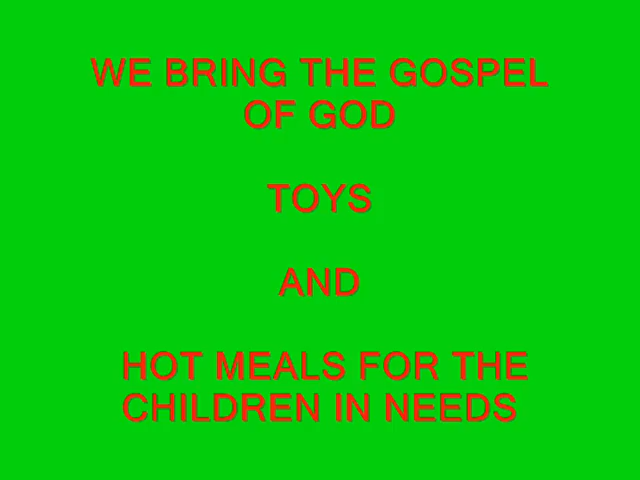 WE BRING THE GOSPEL
OF GOD
TOYS
AND
HOT MEALS FOR THE
CHILDREN IN NEEDS